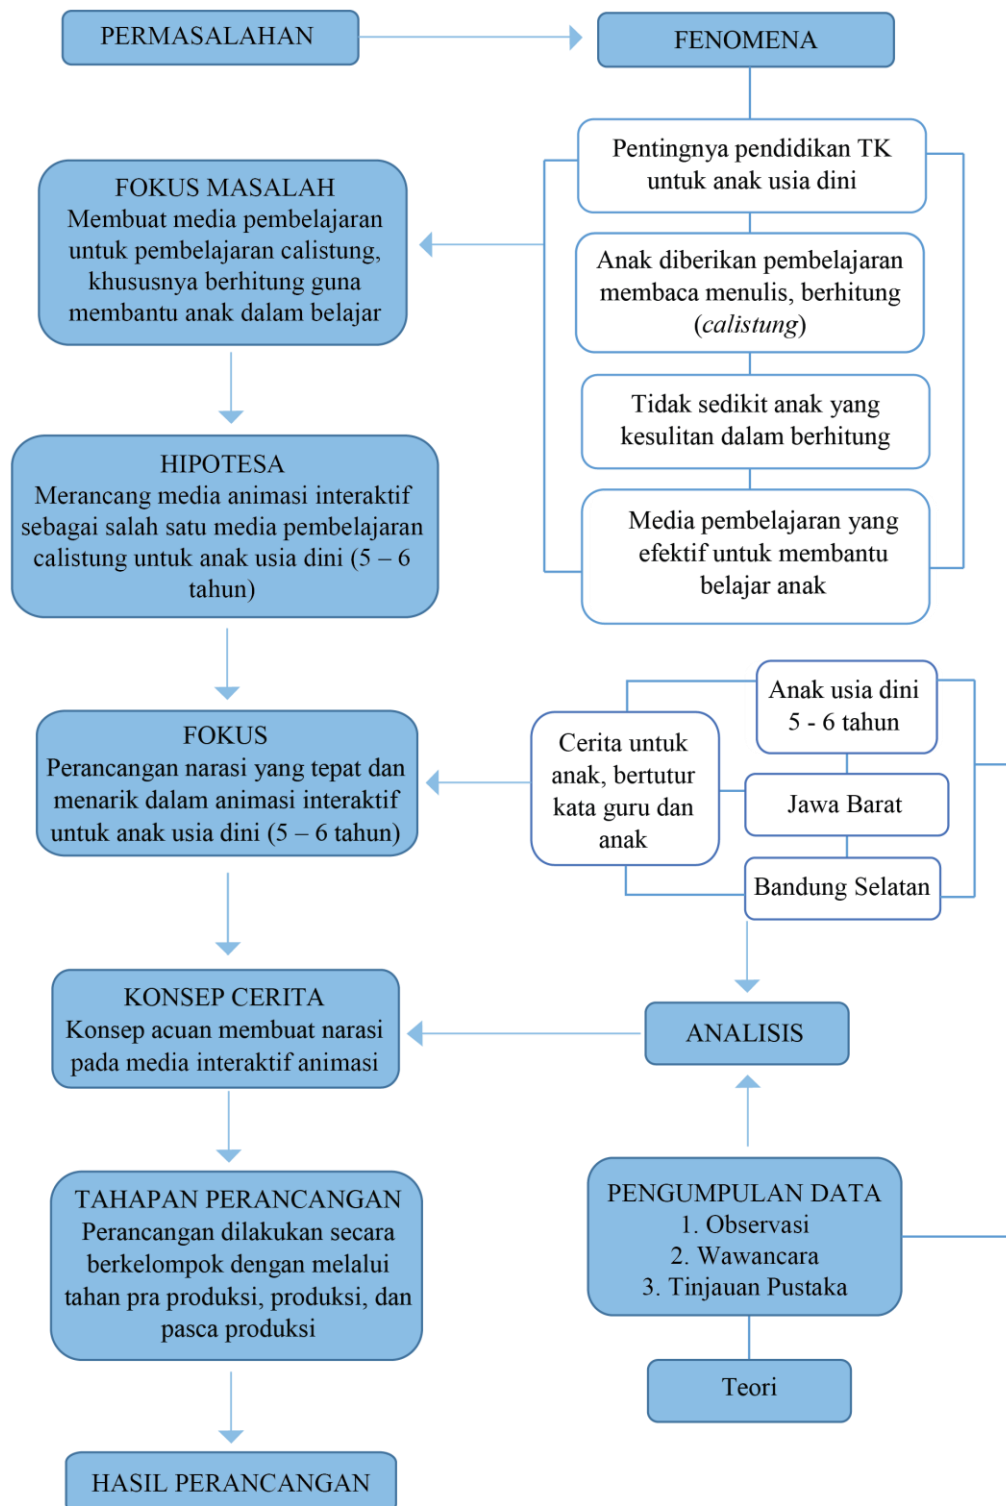 PERMASALAHAN
FENOMENA
Pentingnya pendidikan TK
untuk anak usia dini
Anak diberikan pembelajaran
membaca menulis, berhitung
(calistung)
Tidak sedikit anak yang
kesulitan dalam berhitung
Media pembelajaran yang
efektif untuk membantu
belajar anak
FOKUS MASALAH
Membuat media pembelajaran
untuk pembelajaran calistung,
khususnya berhitung guna
membantu anak dalam belajar
HIPOTESA
Merancang media animasi interaktif
sebagai salah satu media pembelajaran
calistung untuk anak usia dini (5 – 6
tahun)
FOKUS
Perancangan narasi yang tepat dan
menarik dalam animasi interaktif
untuk anak usia dini (5 – 6 tahun)
Cerita untuk
anak, bertutur
kata guru dan
anak
Anak usia dini
5 - 6 tahun
Jawa Barat
Bandung Selatan
KONSEP CERITA
Konsep acuan membuat narasi
pada media interaktif animasi
ANALISIS
TAHAPAN PERANCANGAN
Perancangan dilakukan secara
berkelompok dengan melalui
tahan pra produksi, produksi, dan
pasca produksi
PENGUMPULAN DATA
1. Observasi
2. Wawancara
3. Tinjauan Pustaka
Teori
HASIL PERANCANGAN